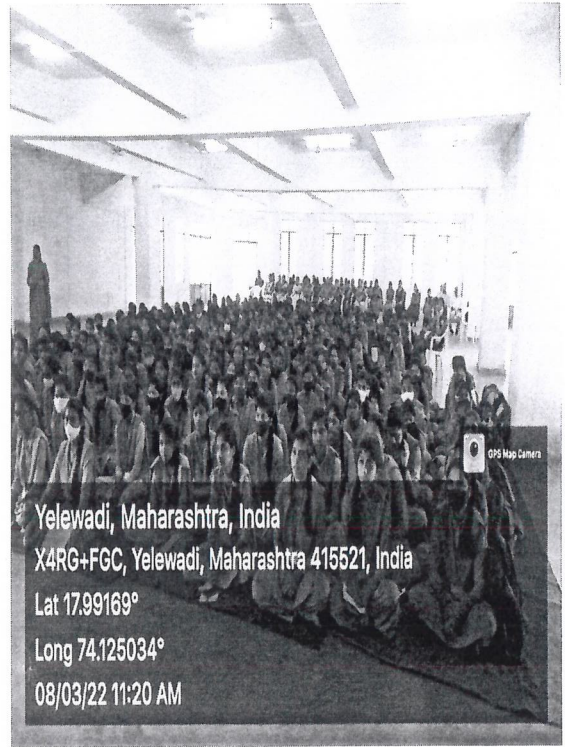 GPS Map Camera
Yelewadi, Maharashtra, India
X4RG+FGC, Yelewadi, Maharashtra 415521, India
Lat 17.99169°
Long 74.125034°
08/03/22 11:20 AM